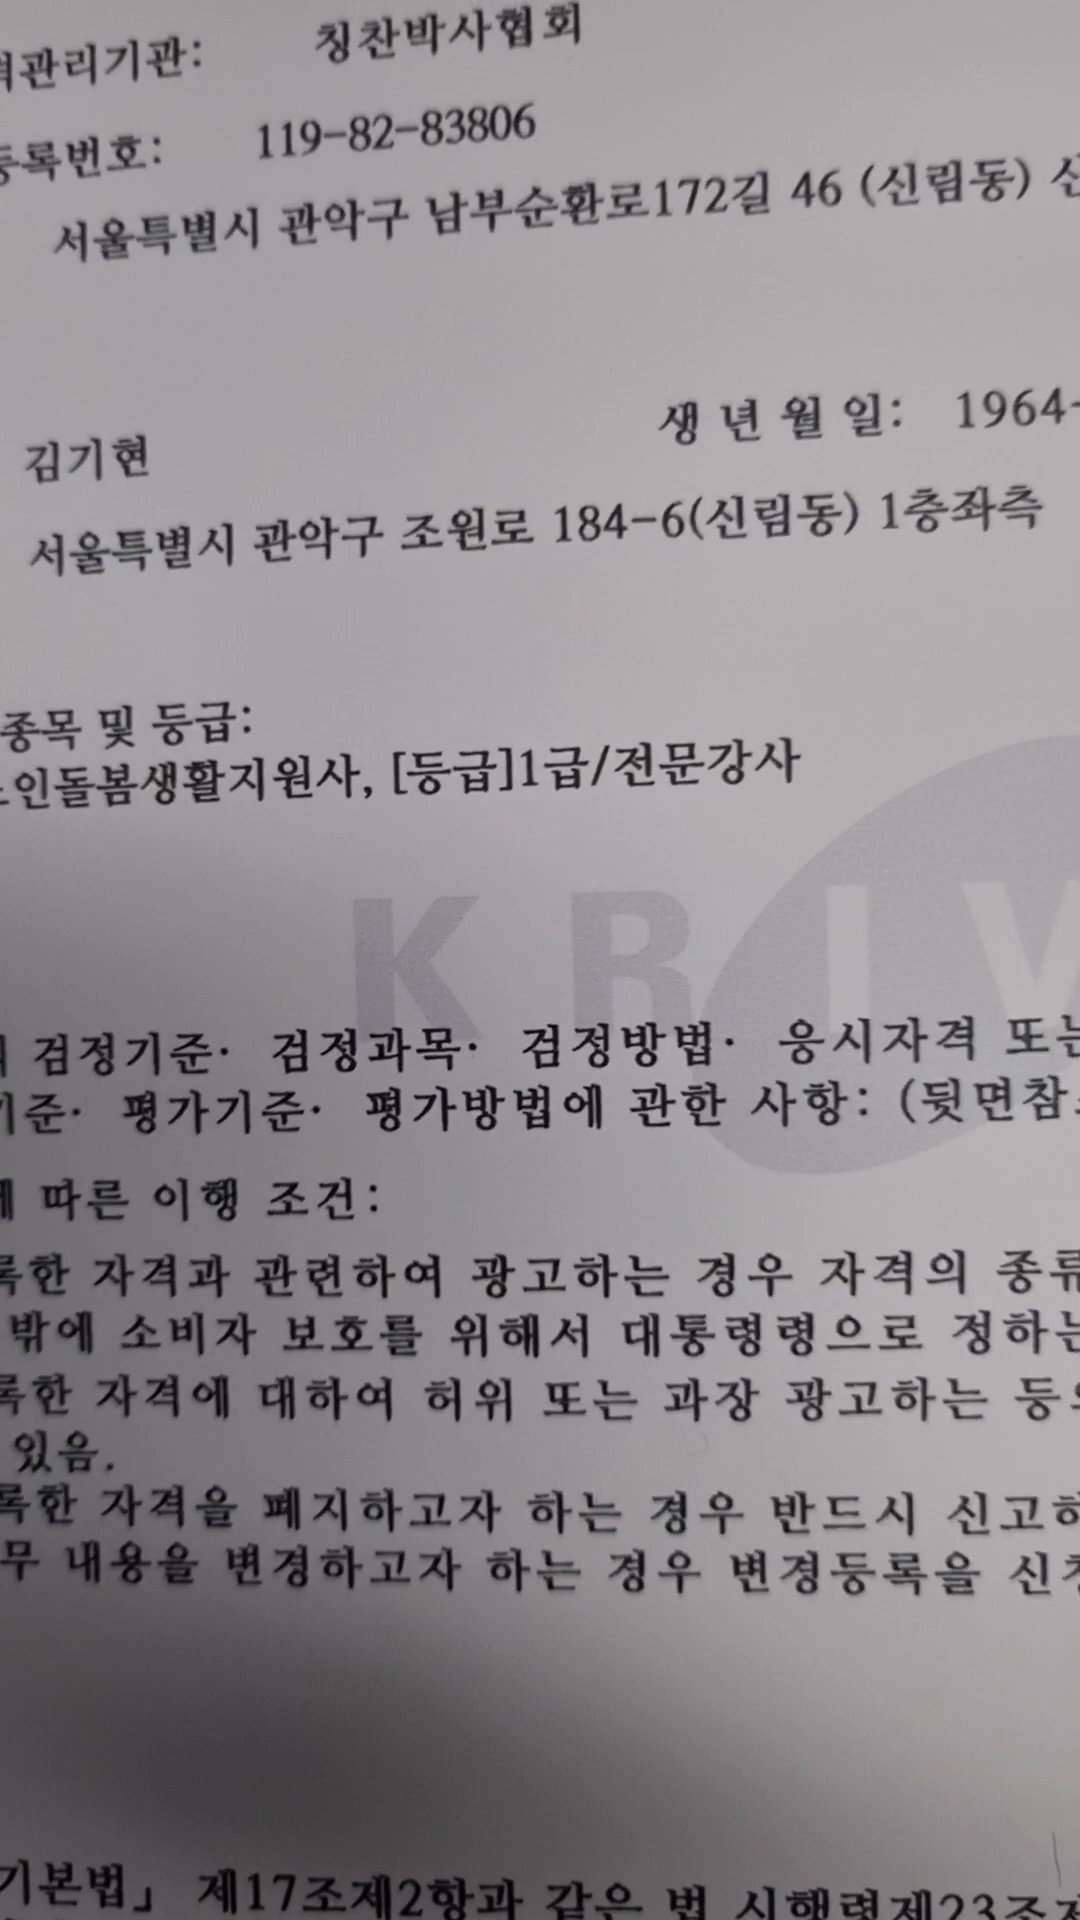 관리기관: 칭찬박사협회
등록번호: 119-82-83806
서울특별시 관악구 남부순환로172길 46 (신림동)
생 년 월 일: 1964-
김기현
서울특별시 관악구 조원로 184-6(신림동) 1층좌측
종목 및 등급:
인돌봄생활지원사, [등급]1급/전문강사
K R I V
검정기준· 검정과목· 검정방법· 응시자격 또는
기준· 평가기준· 평가방법에 관한 사항: (뒷면참
따른 이행 조건:
록한 자격과 관련하여 광고하는 경우 자격의 종류
밖에 소비자 보호를 위해서 대통령령으로 정하는
록한 자격에 대하여 허위 또는 과장 광고하는 등
있음.
록한 자격을 폐지하고자 하는 경우 반드시 신고하
무 내용을 변경하고자 하는 경우 변경등록을 신청
기본법」 제17조제2항과 같은 법 시행령제23조제